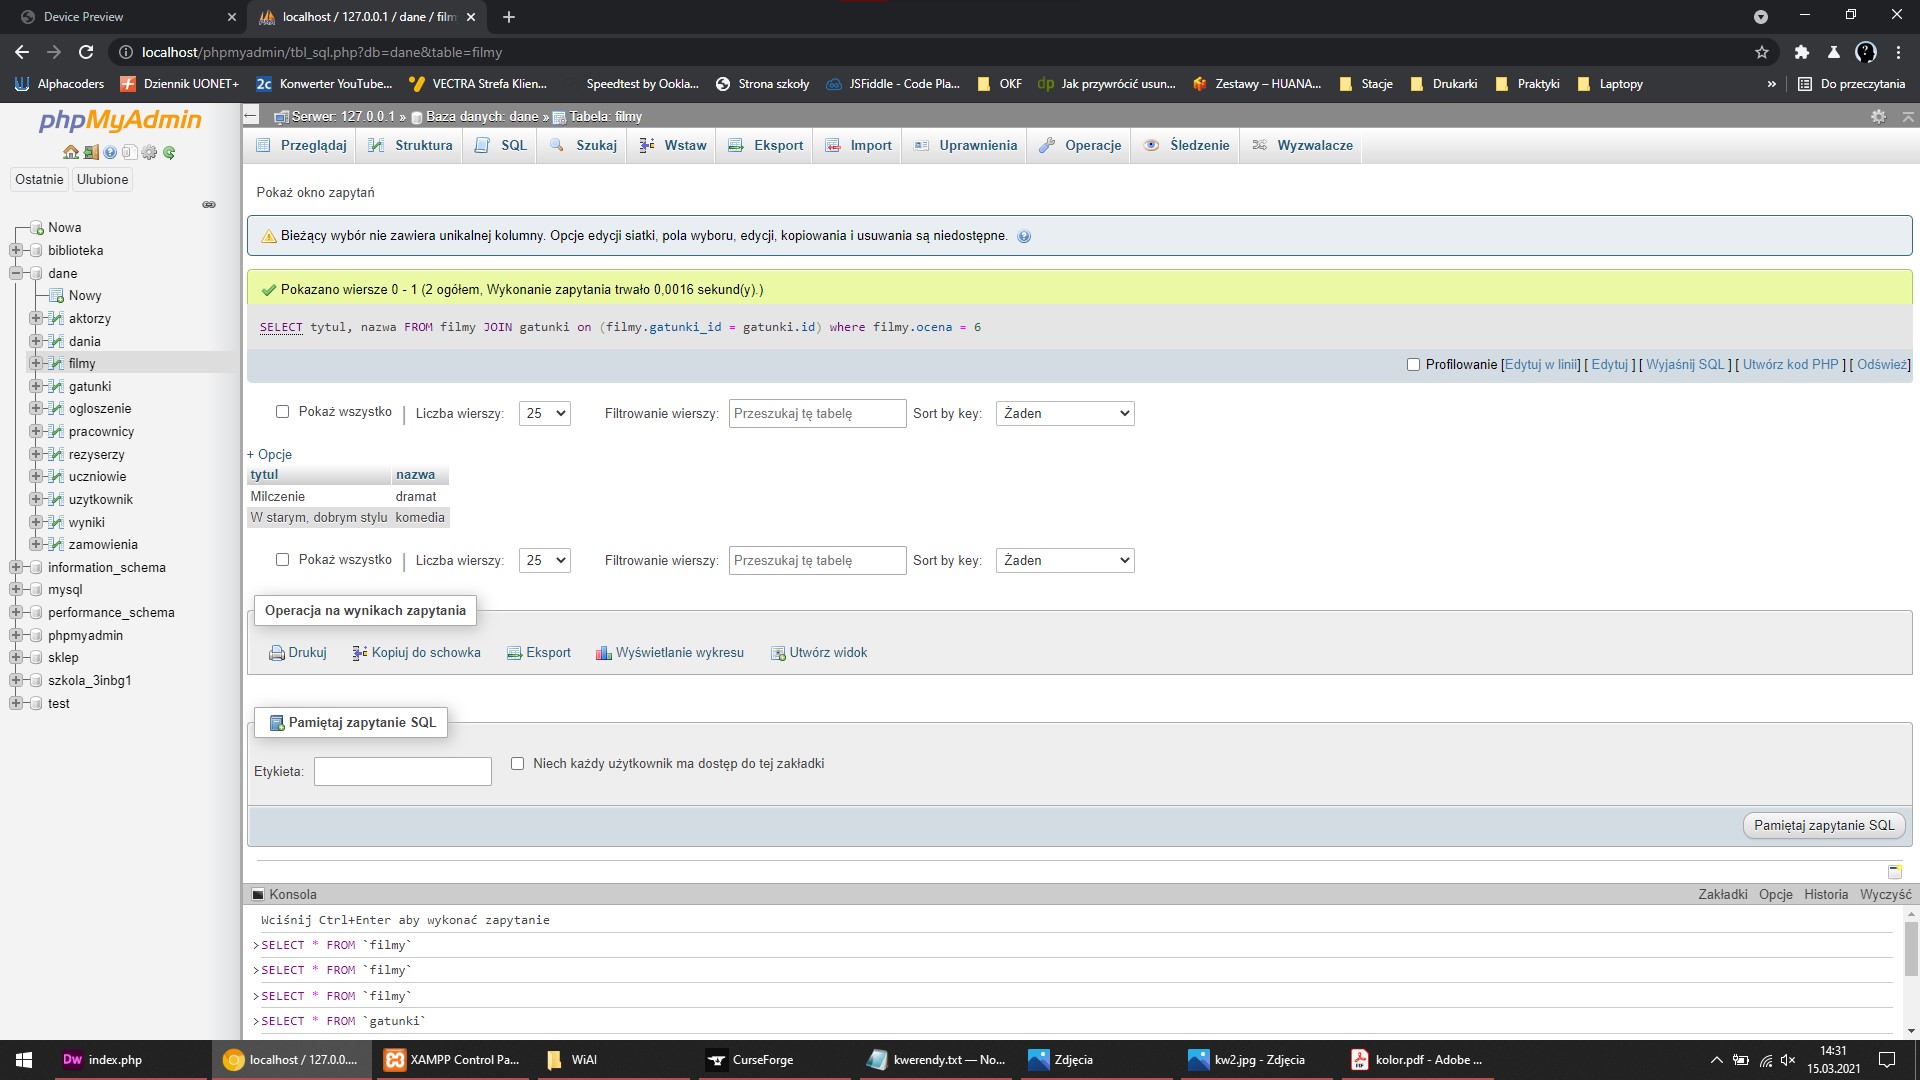 Device Preview
localhost / 127.0.0.1 / dane / film
localhost/phpmyadmin/tbl_sql.php?db=dane&table=filmy
Alphacoders
Dziennik UONET+
2c Konwerter YouTube...
VECTRA Strefa Klien...
Speedtest by Ookla...
Strona szkoły
JSFiddle - Code Pla...
OKF
dp Jak przywrócić usun...
Zestawy – HUANA...
Stacje
Drukarki
Praktyki
Laptopy
»
Do przeczytania
phpMyAdmin
Ostatnie
Ulubione
Nowa
biblioteka
dane
Nowy
aktorzy
dania
filmy
gatunki
ogloszenie
pracownicy
rezyserzy
uczniowie
uzytkownik
wyniki
zamowienia
information_schema
mysql
performance_schema
phpmyadmin
sklep
szkola_3inbg1
test
Serwer: 127.0.0.1 » Baza danych: dane » Tabela: filmy
Przeglądaj
Struktura
SQL
Szukaj
Wstaw
Eksport
Import
Uprawnienia
Operacje
Śledzenie
Wyzwalacze
Pokaż okno zapytań
Bieżący wybór nie zawiera unikalnej kolumny. Opcje edycji siatki, pola wyboru, edycji, kopiowania i usuwania są niedostępne.
Pokazano wiersze 0 - 1 (2 ogółem, Wykonanie zapytania trwało 0,0016 sekund(y).)
SELECT tytul, nazwa FROM filmy JOIN gatunki on (filmy.gatunki_id = gatunki.id) where filmy.ocena = 6
Profilowanie [Edytuj w linii] [ Edytuj ] [ Wyjaśnij SQL ] [ Utwórz kod PHP ] [ Odśwież]
Pokaż wszystko | Liczba wierszy: 25 Filtrowanie wierszy: Przeszukaj tę tabelę Sort by key: Żaden
+ Opcje
tytul nazwa
Milczenie dramat
W starym, dobrym stylu komedia
Pokaż wszystko | Liczba wierszy: 25 Filtrowanie wierszy: Przeszukaj tę tabelę Sort by key: Żaden
Operacja na wynikach zapytania
Drukuj
Kopiuj do schowka
Eksport
Wyświetlanie wykresu
Utwórz widok
Pamiętaj zapytanie SQL
Etykieta:
Niech każdy użytkownik ma dostęp do tej zakładki
Pamiętaj zapytanie SQL
Konsola
Zakładki Opcje Historia Wyczyść
Wciśnij Ctrl+Enter aby wykonać zapytanie
>SELECT * FROM `filmy`
>SELECT * FROM `filmy`
>SELECT * FROM `filmy`
>SELECT * FROM `gatunki`
Dw index.php
localhost / 127.0.0....
XAMPP Control Pa...
WiAI
CurseForge
kwerendy.txt — No...
Zdjęcia
kw2.jpg - Zdjęcia
kolor.pdf - Adobe ...
14:31
15.03.2021